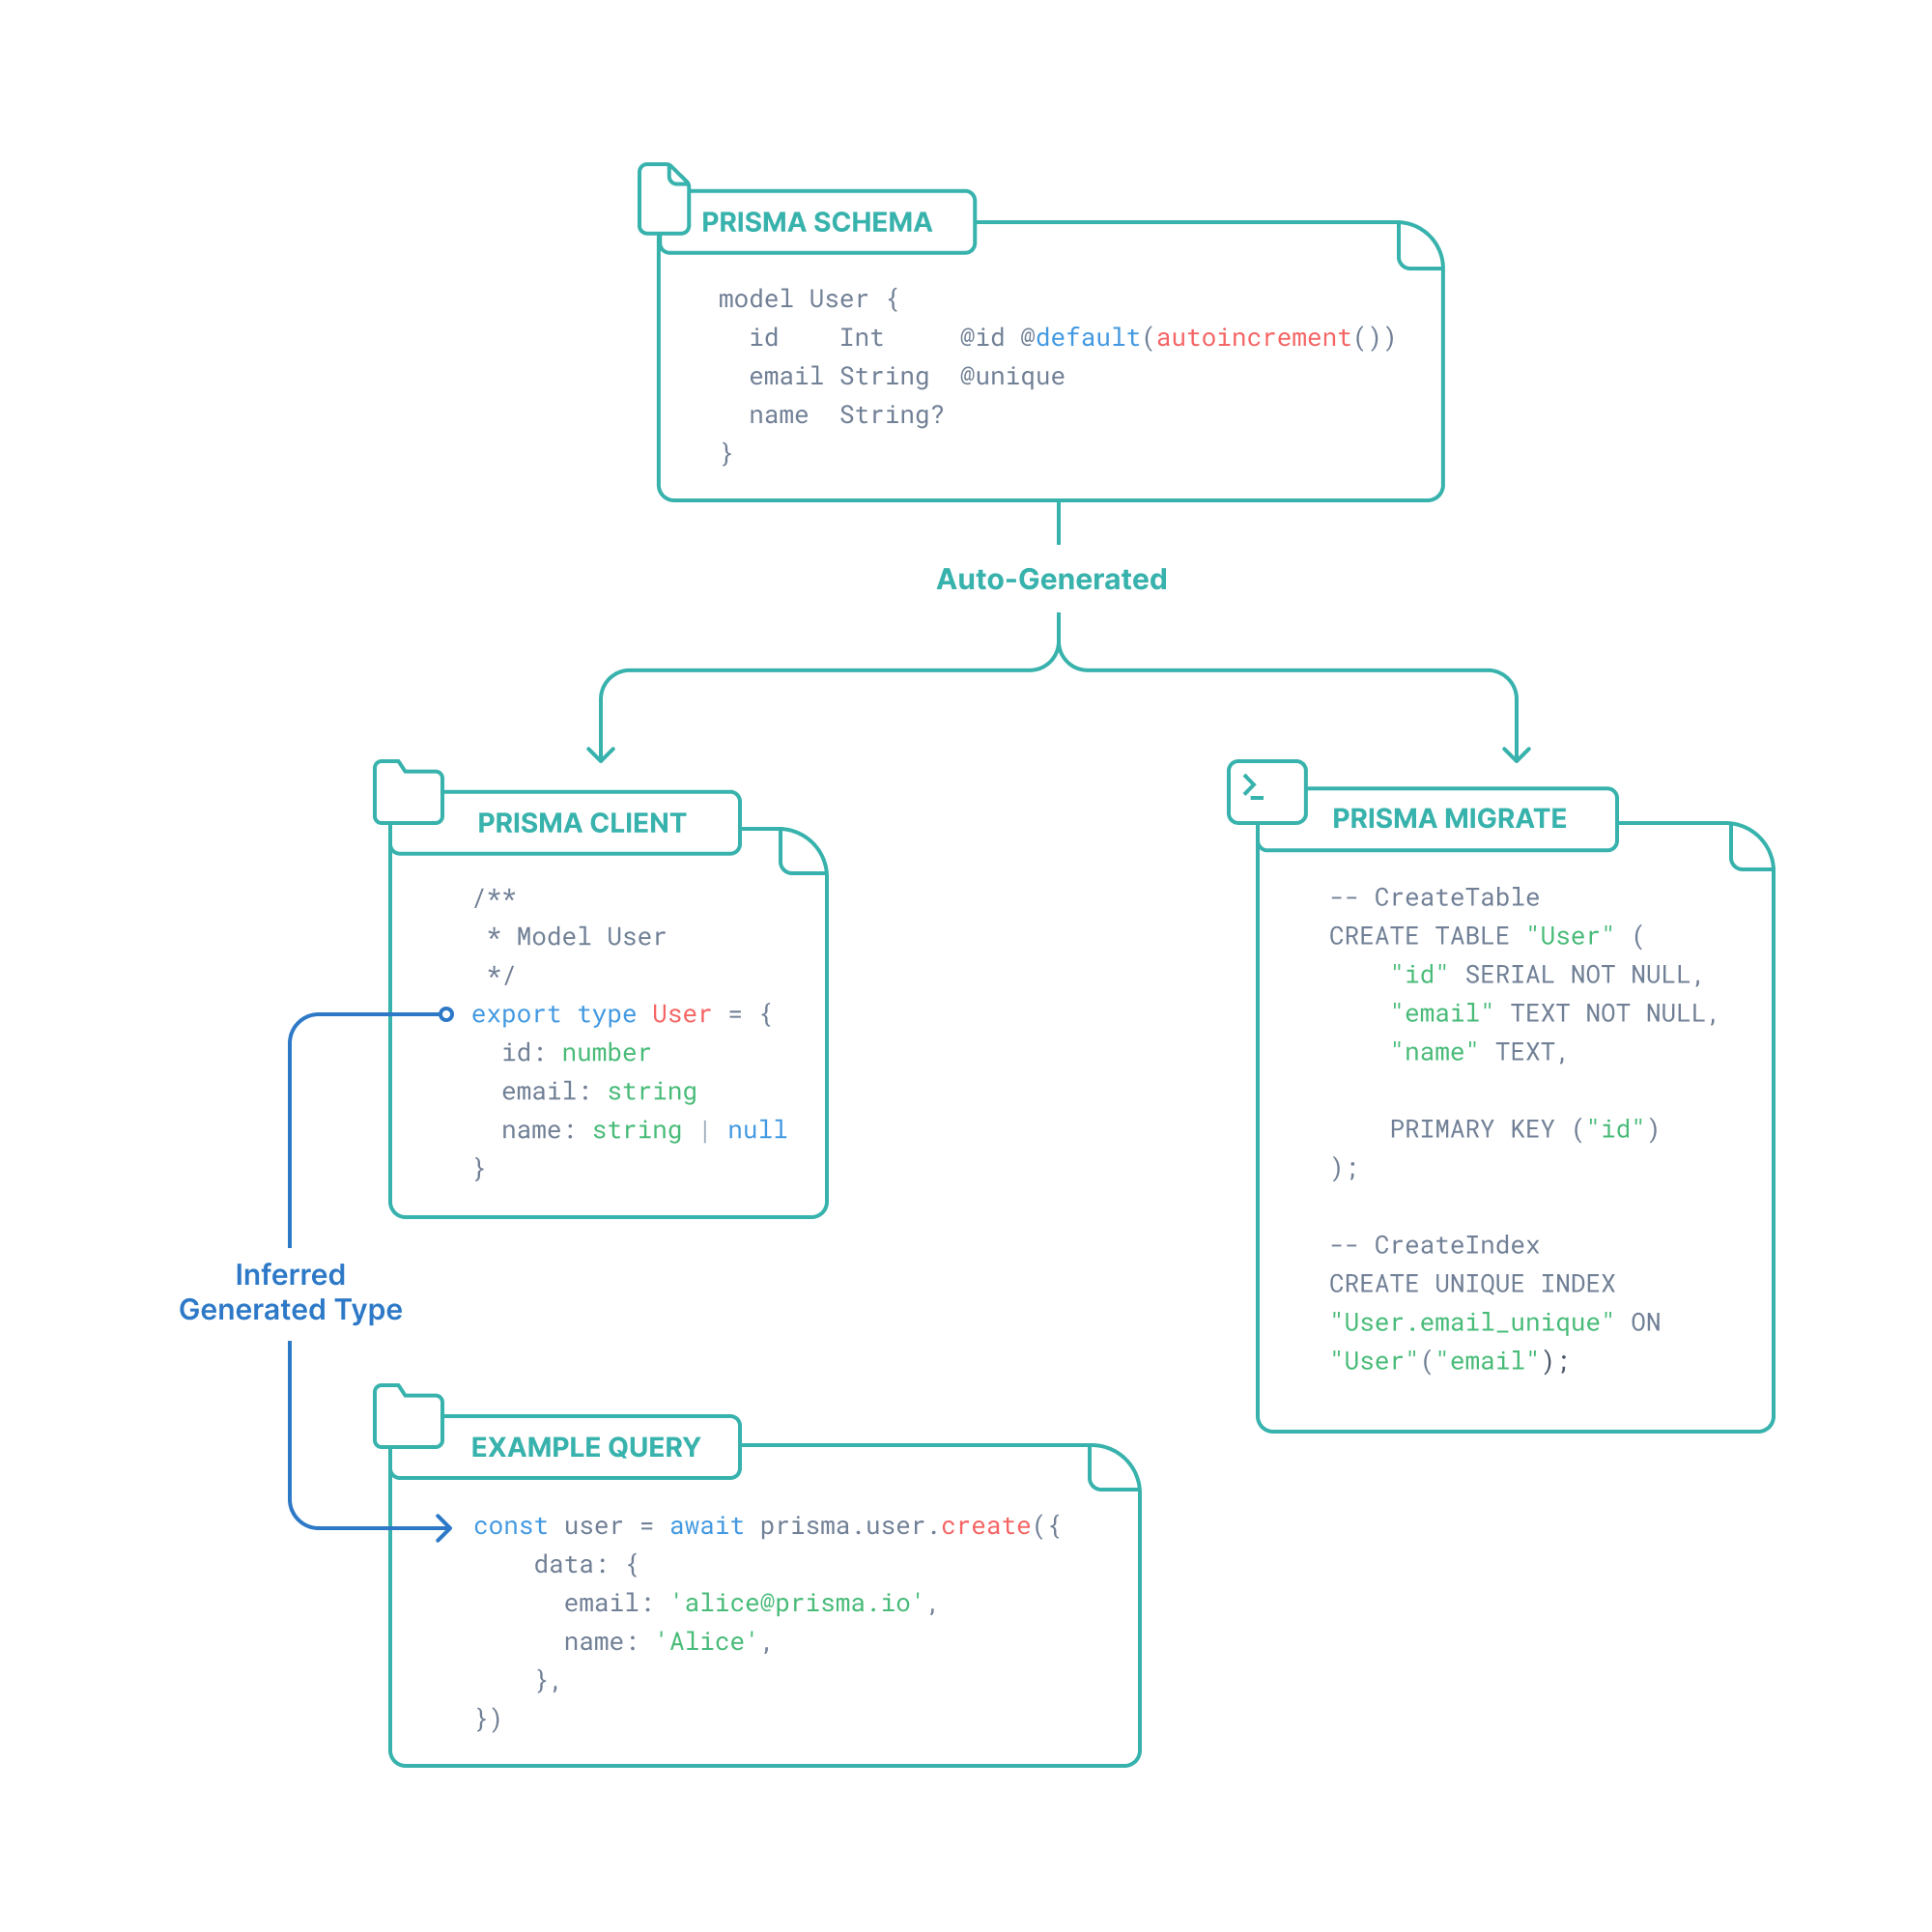 PRISMA SCHEMA
model User {
  id    Int     @id @default(autoincrement())
  email String  @unique
  name  String?
}
Auto-Generated
PRISMA CLIENT
/**
 * Model User
 */
export type User = {
  id: number
  email: string
  name: string | null
}
PRISMA MIGRATE
-- CreateTable
CREATE TABLE "User" (
    "id" SERIAL NOT NULL,
    "email" TEXT NOT NULL,
    "name" TEXT,
    PRIMARY KEY ("id")
);
-- CreateIndex
CREATE UNIQUE INDEX
"User.email_unique" ON
"User"("email");
Inferred
Generated Type
EXAMPLE QUERY
const user = await prisma.user.create({
    data: {
      email: 'alice@prisma.io',
      name: 'Alice',
    },
})